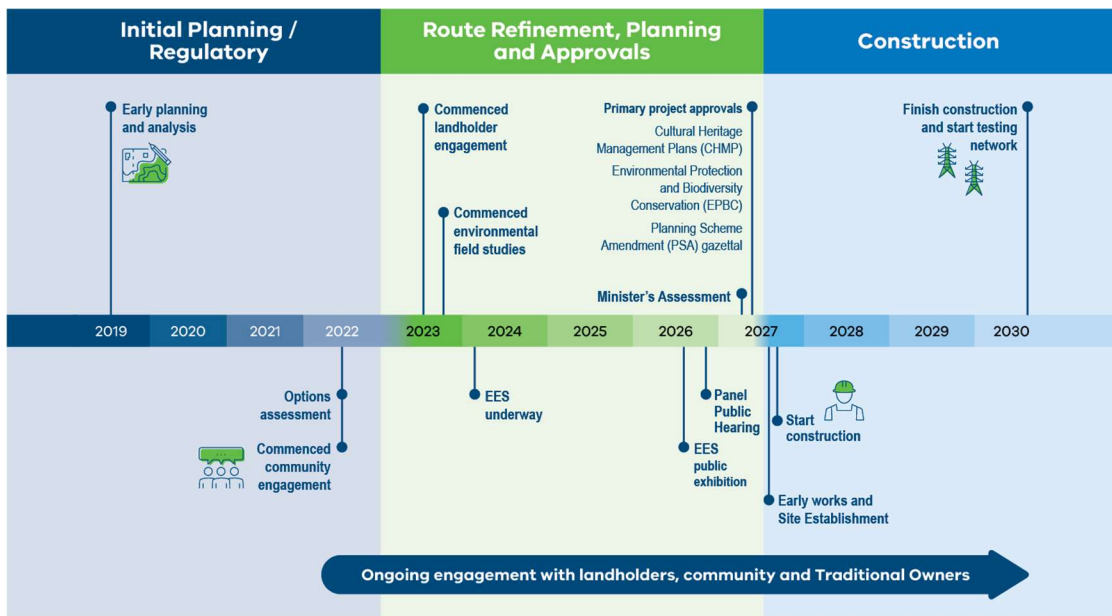 Initial Planning /
Regulatory
Route Refinement, Planning
and Approvals
Construction
Early planning
and analysis
Commenced
landholder
engagement
Commenced
environmental
field studies
Primary project approvals
Cultural Heritage
Management Plans (CHMP)
Environmental Protection
and Biodiversity
Conservation (EPBC)
Planning Scheme
Amendment (PSA) gazettal
Minister's Assessment
Finish construction
and start testing
network
2019 2020 2021 2022 2023 2024 2025 2026 2027 2028 2029 2030
Options
assessment
Commenced
community
engagement
EES
underway
Panel
Public
Hearing
EES
public
exhibition
Start
construction
Early works and
Site Establishment
Ongoing engagement with landholders, community and Traditional Owners